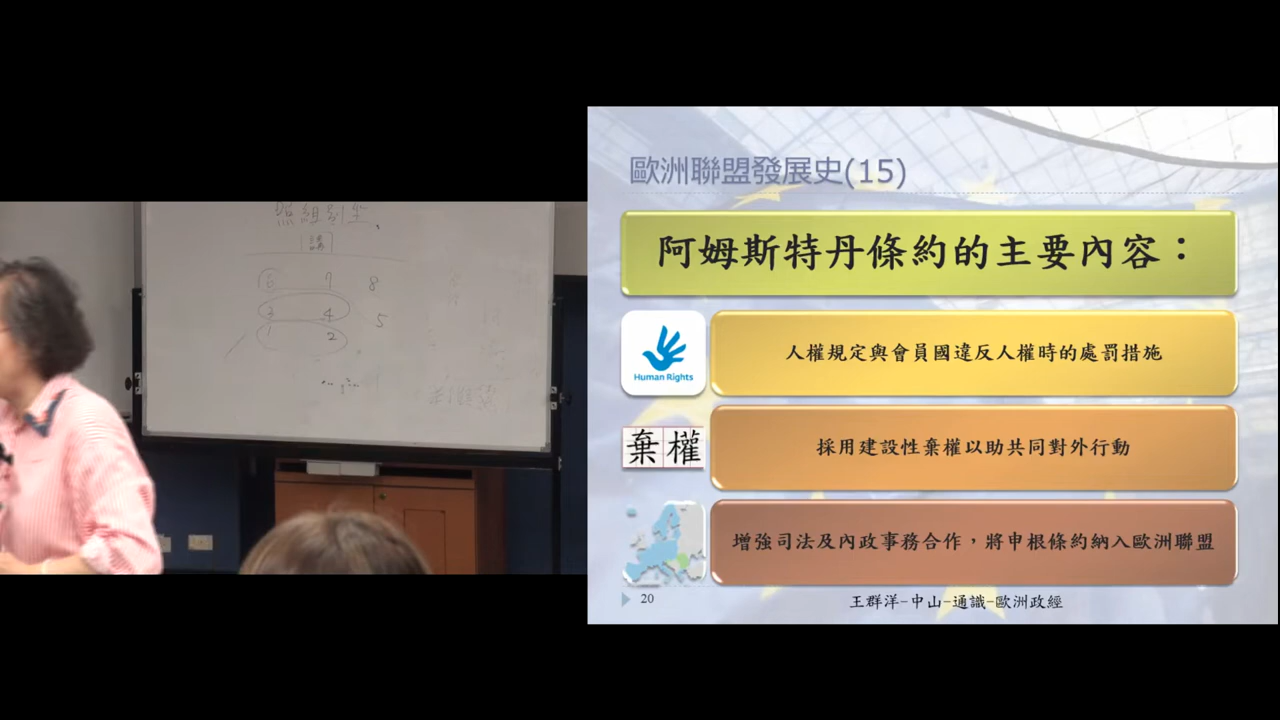 照組別坐
講
6 7 8
3 4 5
1 2
歐洲聯盟發展史(15)
阿姆斯特丹條約的主要內容：
Human Rights
人權規定與會員國違反人權時的處罰措施
棄權
採用建設性棄權以助共同對外行動
增強司法及內政事務合作，將申根條約納入歐洲聯盟
20
王群洋-中山-通識-歐洲政經